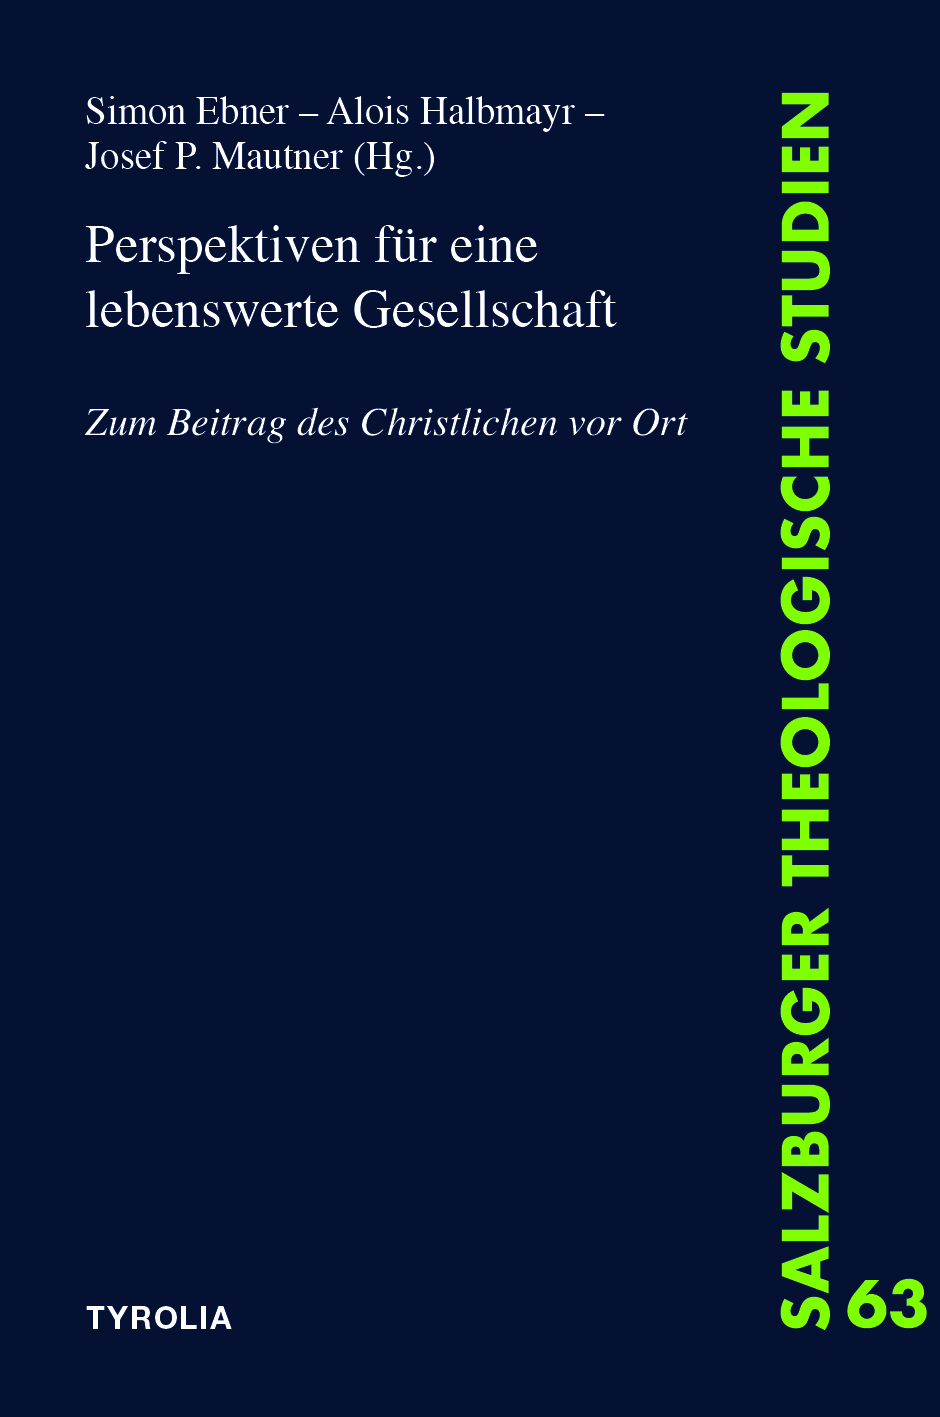 Simon Ebner – Alois Halbmayr –
Josef P. Mautner (Hg.)
Perspektiven für eine
lebenswerte Gesellschaft
Zum Beitrag des Christlichen vor Ort
SALZBURGER THEOLOGISCHE STUDIEN
63
TYROLIA